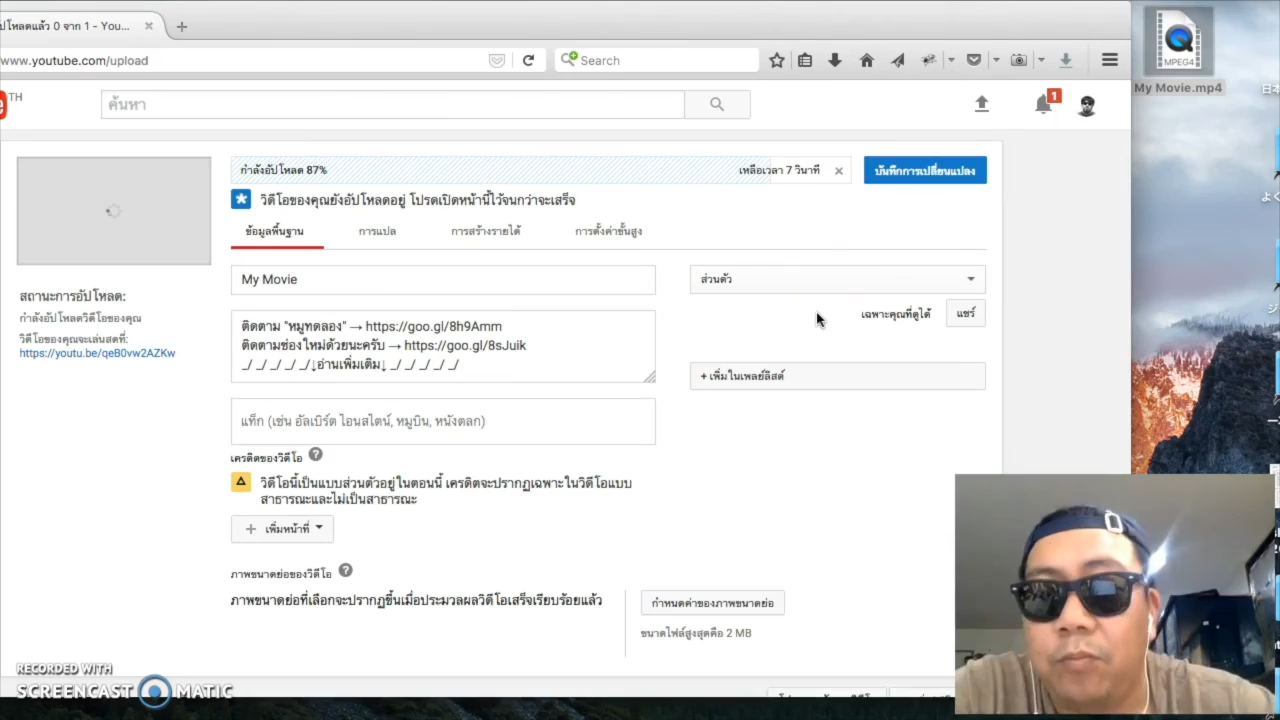 ปโหลดแล้ว 0 จาก 1 - You...
www.youtube.com/upload
Search
My Movie.mp4
MPEG4
TH
ค้นหา
1
กำลังอัปโหลด 87%
เหลือเวลา 7 วินาที
บันทึกการเปลี่ยนแปลง
วิดีโอของคุณยังอัปโหลดอยู่ โปรดเปิดหน้านี้ไว้จนกว่าจะเสร็จ
ข้อมูลพื้นฐาน
การแปล
การสร้างรายได้
การตั้งค่าขั้นสูง
สถานะการอัปโหลด:
กำลังอัปโหลดวิดีโอของคุณ
วิดีโอของคุณจะเล่นสดที่:
https://youtu.be/qeB0vw2AZKw
My Movie
ติดตาม "หมูทดลอง" → https://goo.gl/8h9Amm
ติดตามช่องใหม่ด้วยนะครับ → https://goo.gl/8sJuik
_/ _/ _/ _/ _/↓อ่านเพิ่มเติม↓ _/ _/ _/ _/ _/
แท็ก (เช่น อัลเบิร์ต ไอนสไตน์, หมูบิน, หนังตลก)
ส่วนตัว
เฉพาะคุณที่ดูได้
แชร์
+ เพิ่มในเพลย์ลิสต์
เครดิตของวิดีโอ
วิดีโอนี้เป็นแบบส่วนตัวอยู่ในตอนนี้ เครดิตจะปรากฏเฉพาะในวิดีโอแบบ
สาธารณะและไม่เป็นสาธารณะ
+ เพิ่มหน้าที่
ภาพขนาดย่อของวิดีโอ
ภาพขนาดย่อที่เลือกจะปรากฏขึ้นเมื่อประมวลผลวิดีโอเสร็จเรียบร้อยแล้ว
กำหนดค่าของภาพขนาดย่อ
ขนาดไฟล์สูงสุดคือ 2 MB
RECORDED WITH
SCREENCAST MATIC